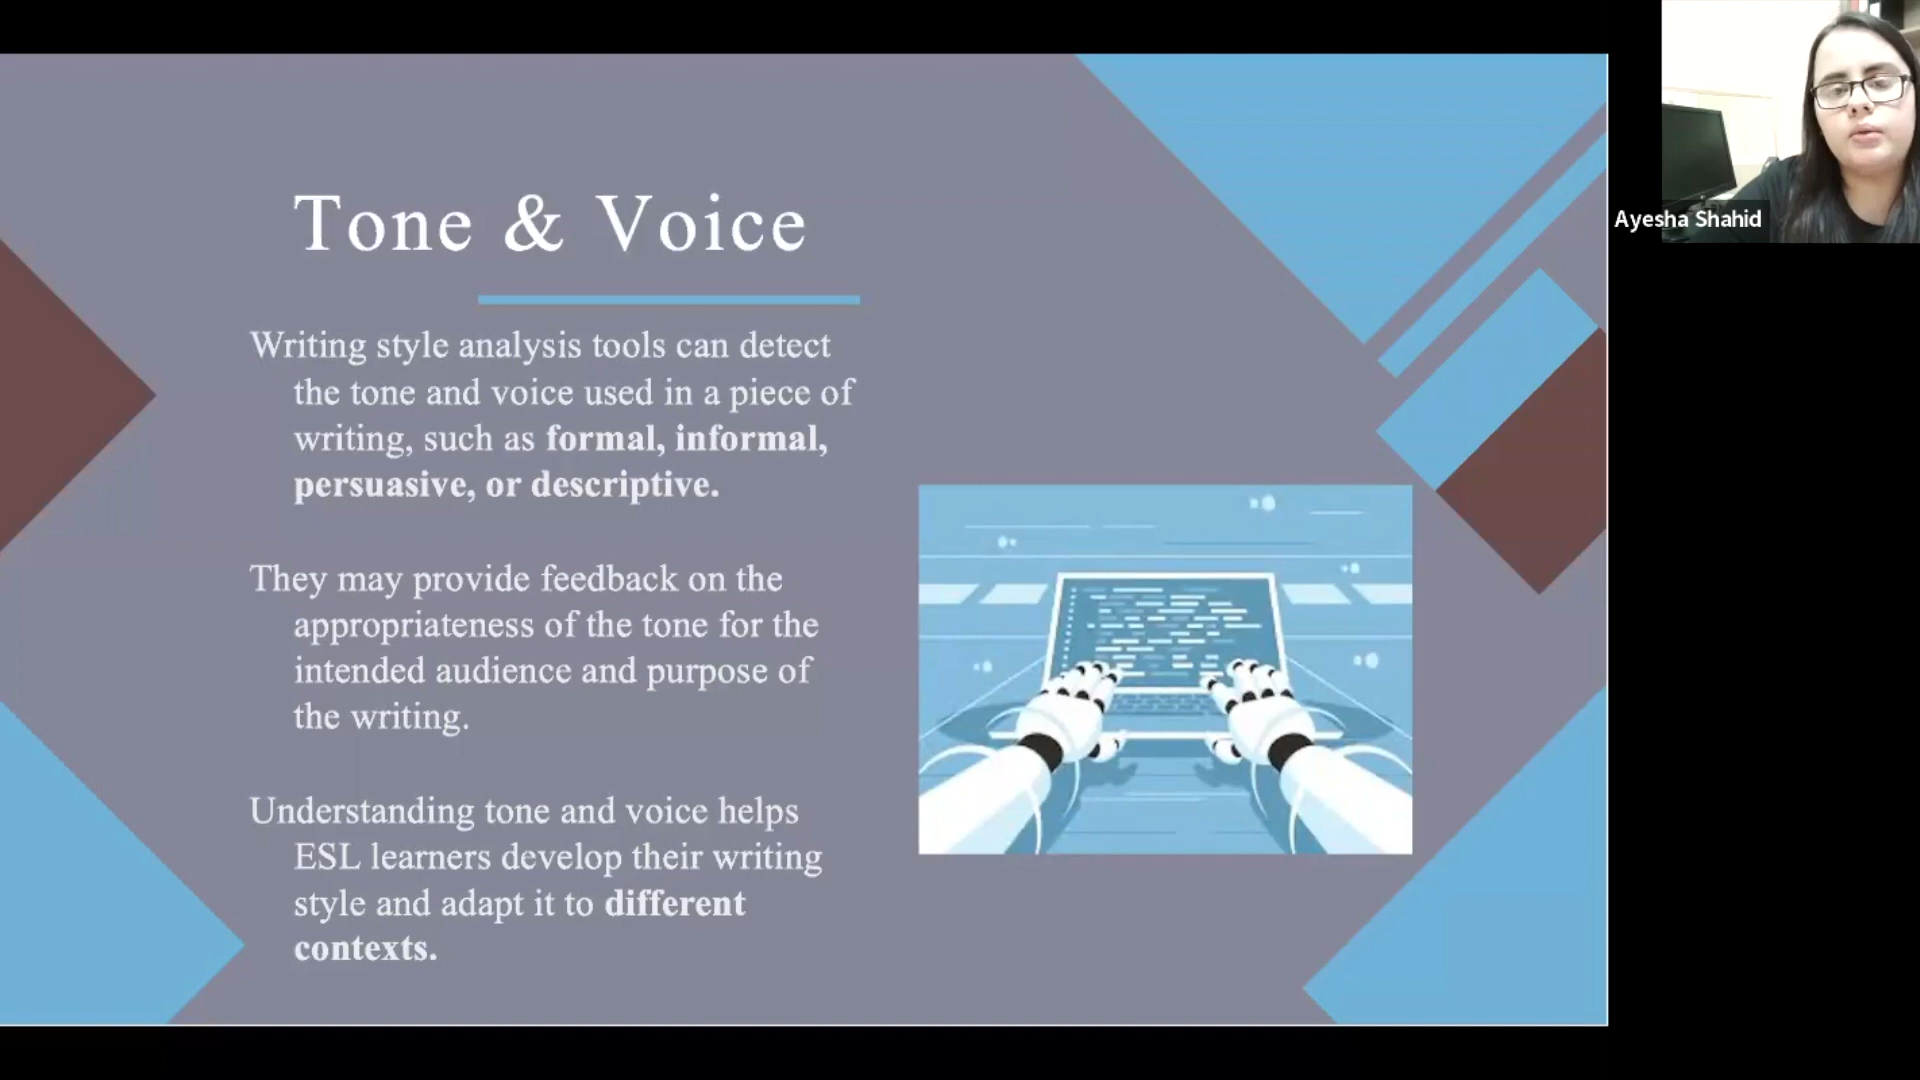 Tone & Voice
Writing style analysis tools can detect
the tone and voice used in a piece of
writing, such as formal, informal,
persuasive, or descriptive.
They may provide feedback on the
appropriateness of the tone for the
intended audience and purpose of
the writing.
Understanding tone and voice helps
ESL learners develop their writing
style and adapt it to different
contexts.
Ayesha Shahid